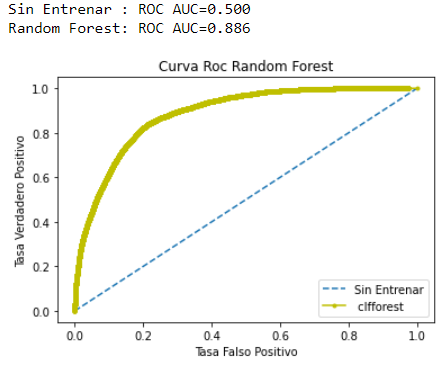 Sin Entrenar : ROC AUC=0.500
Random Forest: ROC AUC=0.886
Curva Roc Random Forest
Tasa Verdadero Positivo
1.0
0.8
0.6
0.4
0.2
0.0
Sin Entrenar
clfforest
0.0 0.2 0.4 0.6 0.8 1.0
Tasa Falso Positivo